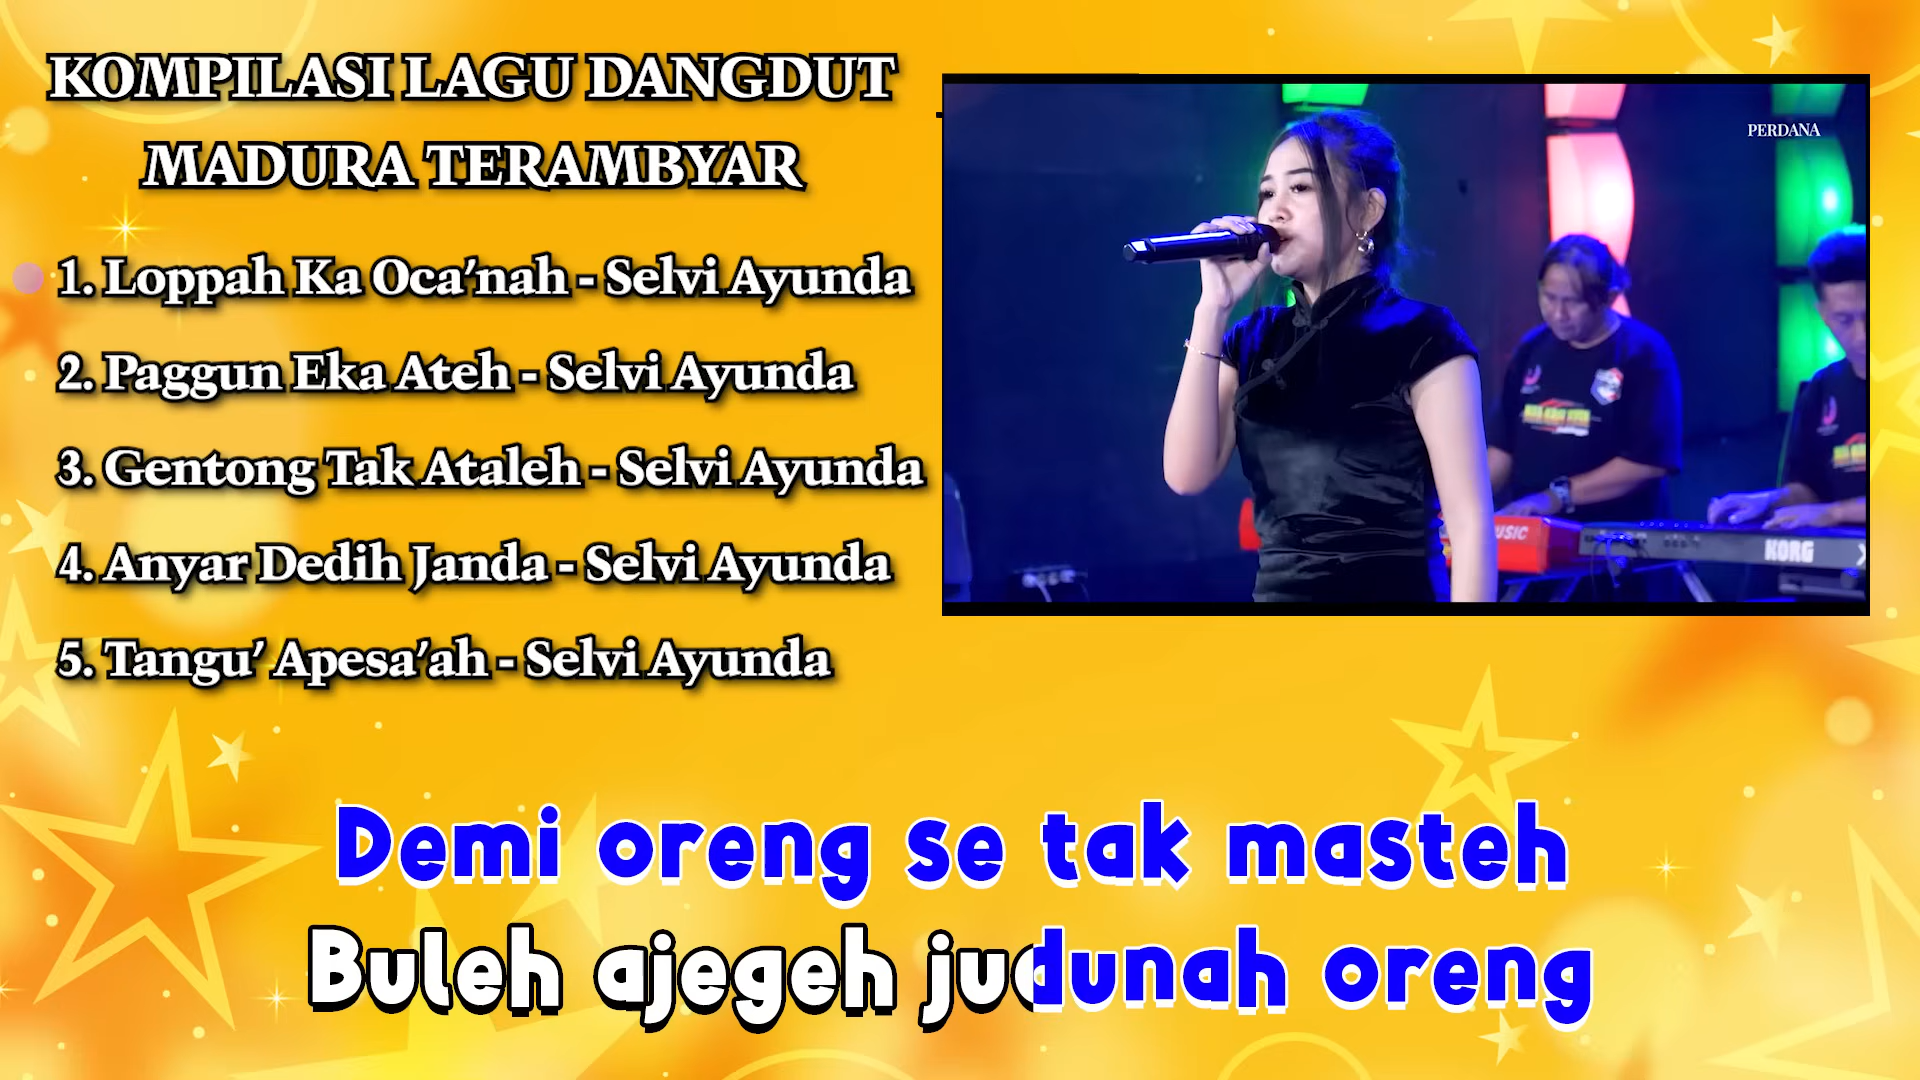 KOMPILASI LAGU DANGDUT
MADURA TERAMBYAR
1. Loppah Ka Oca'nah - Selvi Ayunda
2. Paggun Eka Ateh - Selvi Ayunda
3. Gentong Tak Ataleh - Selvi Ayunda
4. Anyar Dedih Janda - Selvi Ayunda
5. Tangu' Apesa'ah - Selvi Ayunda
PERDANA
KORG
Demi oreng se tak masteh
Buleh ajegeh judunah oreng